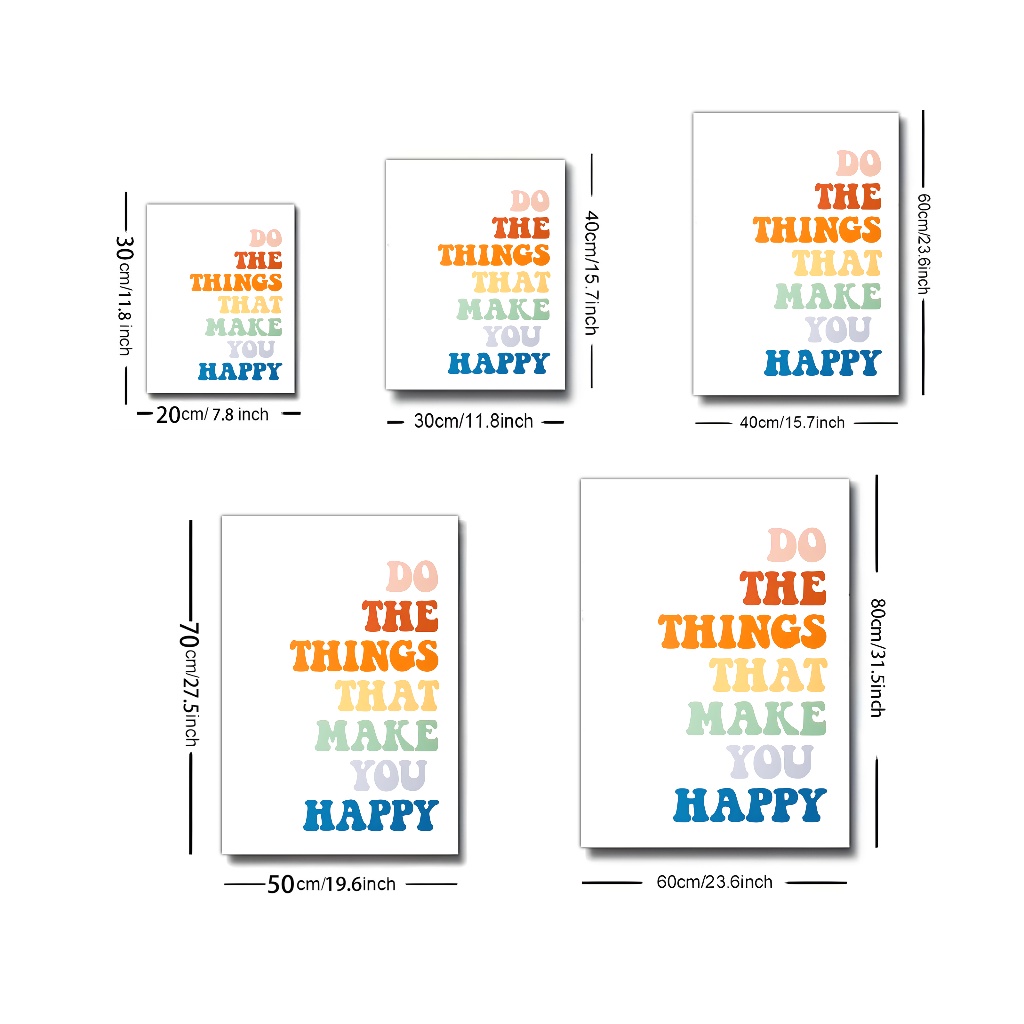 DO
THE
THINGS
THAT
MAKE
YOU
HAPPY
30cm/11.8 inch
20cm/ 7.8 inch
DO
THE
THINGS
THAT
MAKE
YOU
HAPPY
40cm/15.7inch
30cm/11.8inch
DO
THE
THINGS
THAT
MAKE
YOU
HAPPY
60cm/23.6inch
40cm/15.7inch
DO
THE
THINGS
THAT
MAKE
YOU
HAPPY
70cm/27.5inch
50cm/19.6inch
DO
THE
THINGS
THAT
MAKE
YOU
HAPPY
80cm/31.5inch
60cm/23.6inch